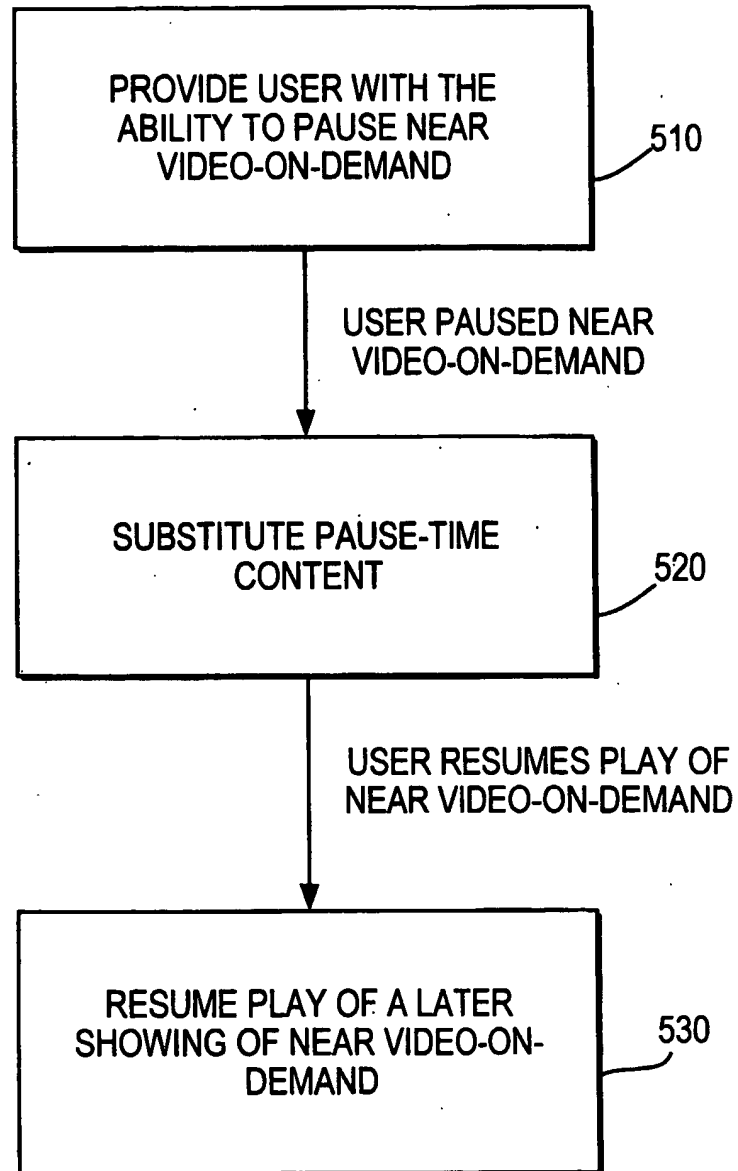 PROVIDE USER WITH THE
ABILITY TO PAUSE NEAR
VIDEO-ON-DEMAND
510
USER PAUSED NEAR
VIDEO-ON-DEMAND
SUBSTITUTE PAUSE-TIME
CONTENT
520
USER RESUMES PLAY OF
NEAR VIDEO-ON-DEMAND
RESUME PLAY OF A LATER
SHOWING OF NEAR VIDEO-ON-
DEMAND
530